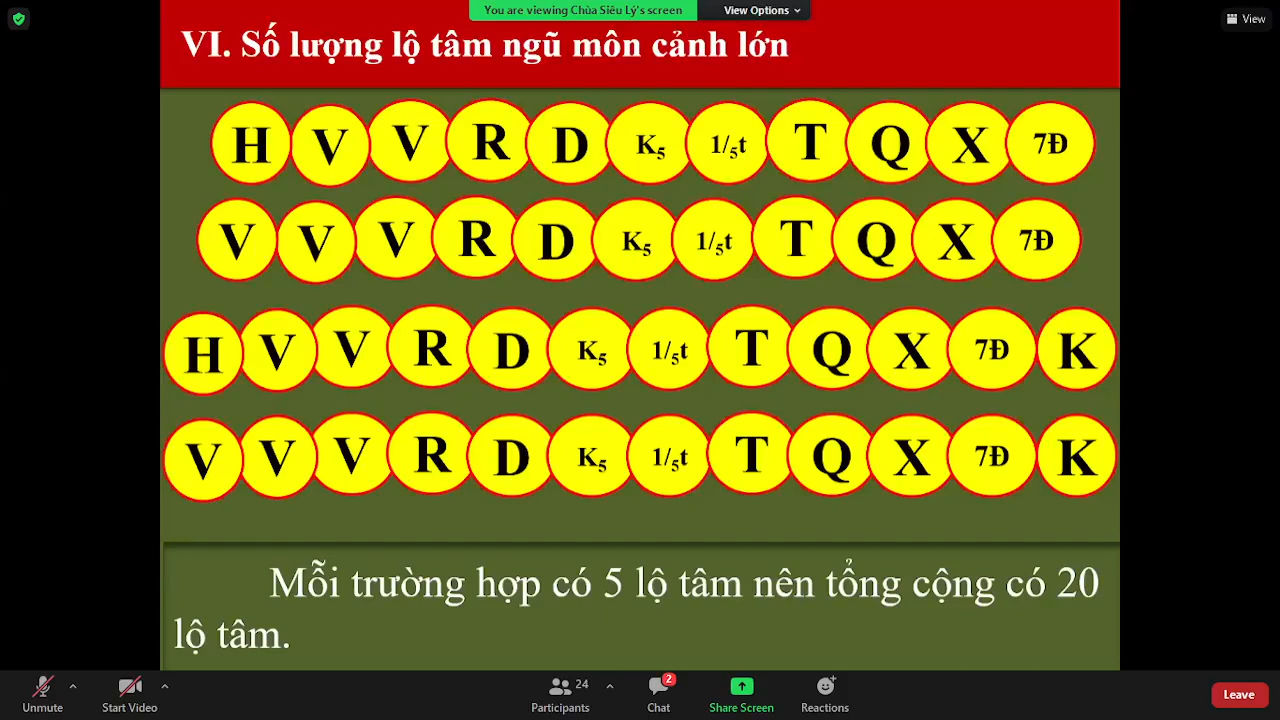 You are viewing Chùa Siêu Lý's screen
View Options
View
VI. Số lượng lộ tâm ngũ môn cảnh lớn
H V V R D K₅ 1/₅t T Q X 7Đ
V V V R D K₅ 1/₅t T Q X 7Đ
H V V R D K₅ 1/₅t T Q X 7Đ K
V V V R D K₅ 1/₅t T Q X 7Đ K
Mỗi trường hợp có 5 lộ tâm nên tổng cộng có 20
lộ tâm.
24
2
Unmute
Start Video
Participants
Chat
Share Screen
Reactions
Leave